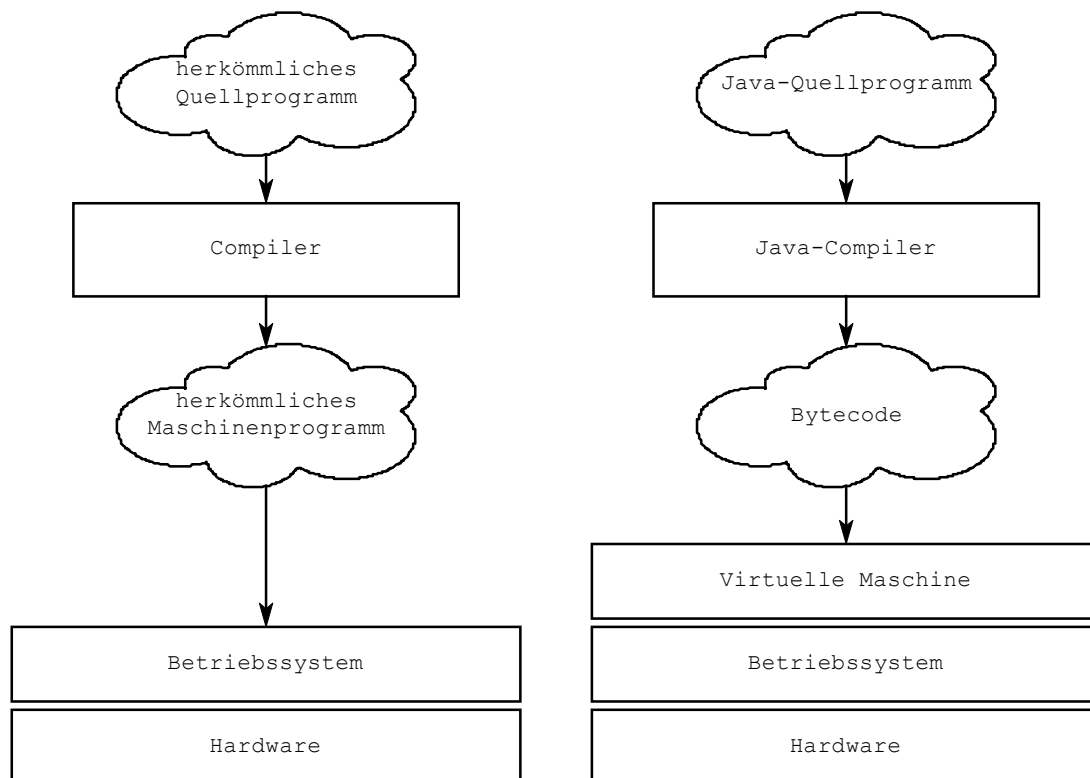 herkömmliches
Quellprogramm
Compiler
herkömmliches
Maschinenprogramm
Betriebssystem
Hardware
Java-Quellprogramm
Java-Compiler
Bytecode
Virtuelle Maschine
Betriebssystem
Hardware